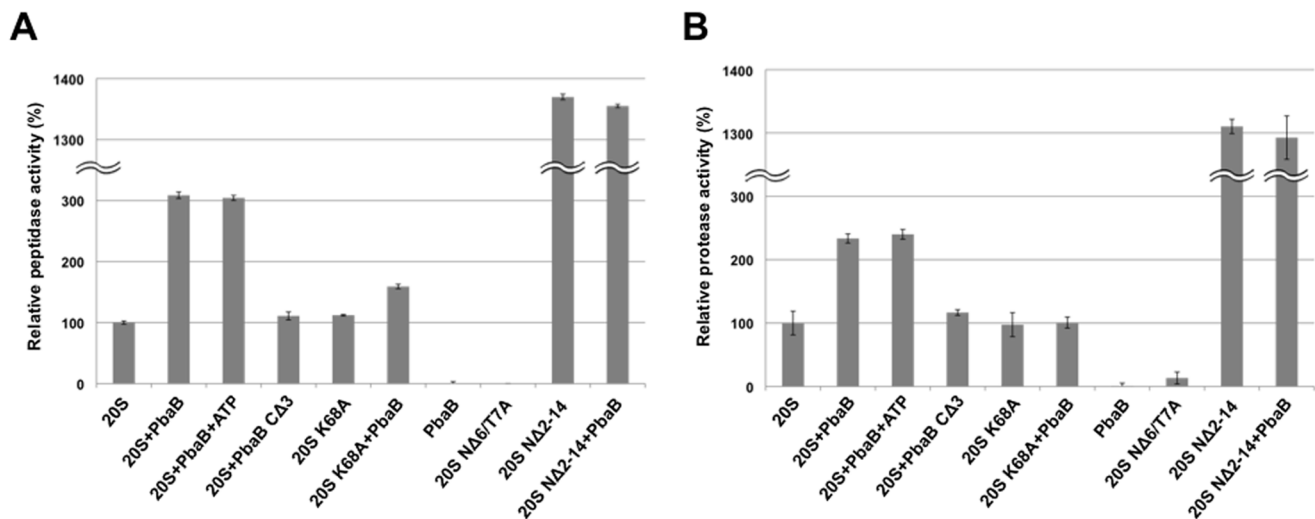 A
Relative peptidase activity (%)
1400
1300
300
200
100
0
20S
20S+PbaB
20S+PbaB+ATP
20S+PbaB CΔ3
20S K68A
20S K68A+PbaB
PbaB
20S NΔ6/T7A
20S NΔ2-14
20S NΔ2-14+PbaB
B
Relative protease activity (%)
1400
1300
200
200
100
0
20S
20S+PbaB
20S+PbaB+ATP
20S+PbaB CΔ3
20S K68A
20S K68A+PbaB
PbaB
20S NΔ6/T7A
20S NΔ2-14
20S NΔ2-14+PbaB